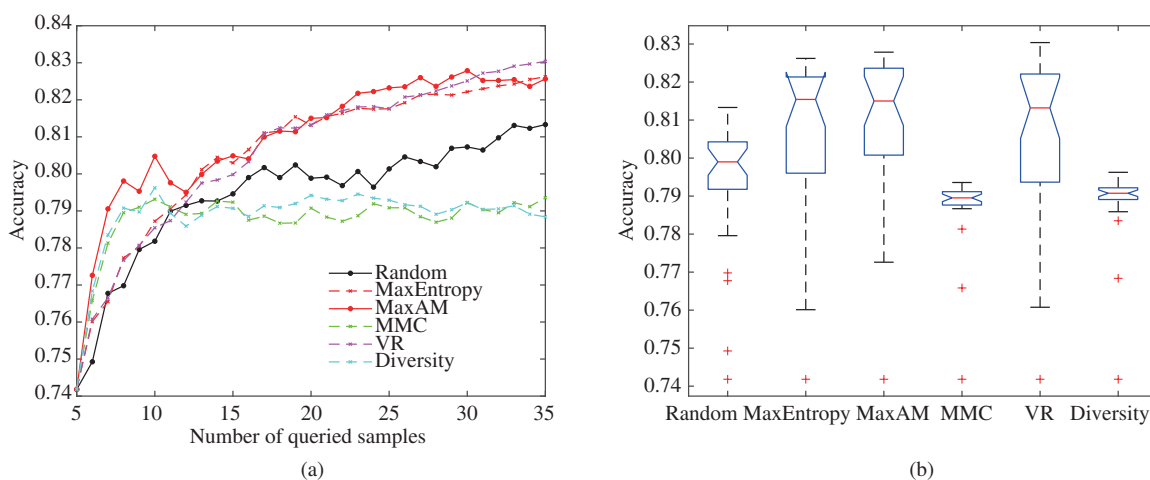 0.84
0.83
0.82
0.81
0.80
0.79
0.78
0.77
0.76
0.75
0.74
Accuracy
5
10
15
20
25
30
35
Number of queried samples
Random
MaxEntropy
MaxAM
MMC
VR
Diversity
(a)
0.83
0.82
0.81
0.80
0.79
0.78
0.77
0.76
0.75
0.74
Accuracy
Random MaxEntropy MaxAM MMC VR Diversity
(b)